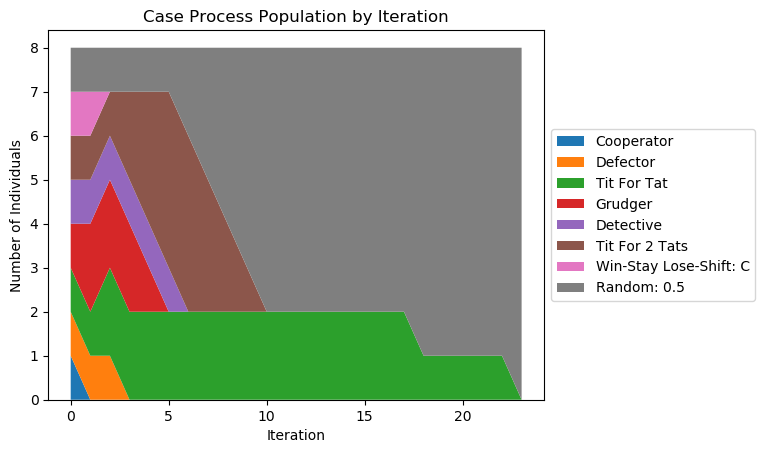 Case Process Population by Iteration
Number of Individuals
8
7
6
5
4
3
2
1
0
0 5 10 15 20
Iteration
Cooperator
Defector
Tit For Tat
Grudger
Detective
Tit For 2 Tats
Win-Stay Lose-Shift: C
Random: 0.5